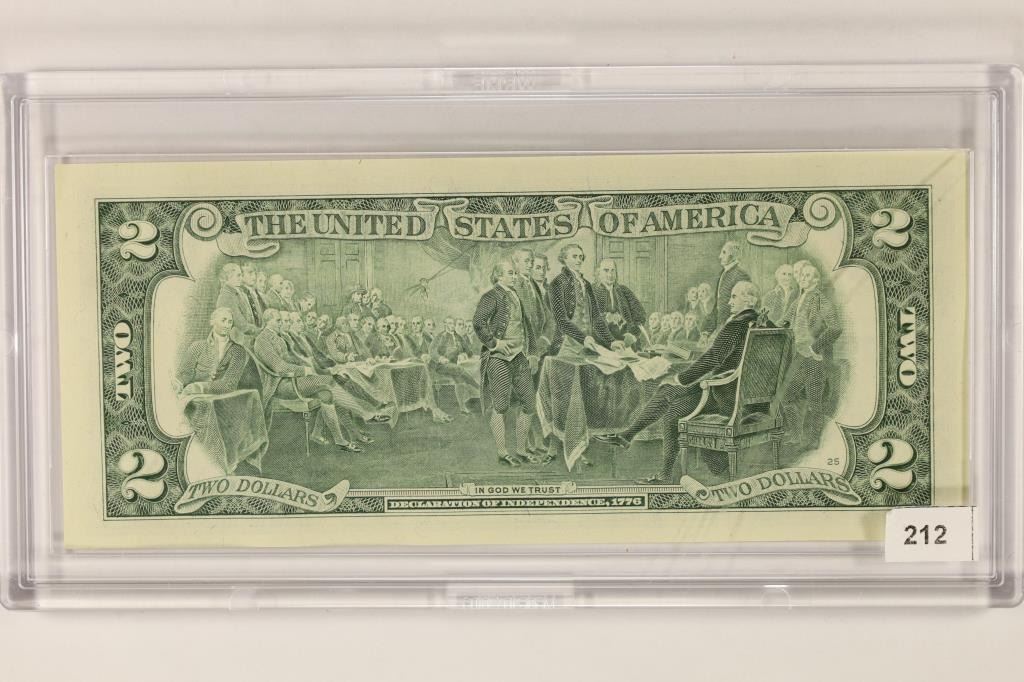 THE UNITED STATES OF AMERICA
2 2
TWO TWO
2 2
TWO DOLLARS
IN GOD WE TRUST
TWO DOLLARS
25
DECLARATION OF INDEPENDENCE, 1776
212